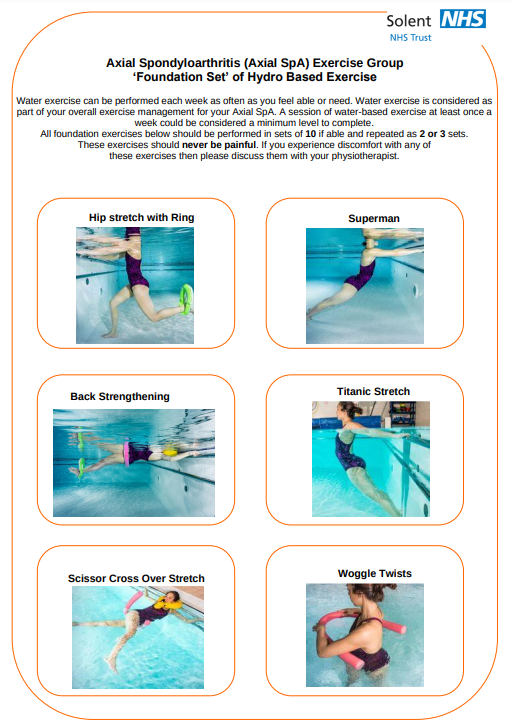 Solent NHS
NHS Trust
Axial Spondyloarthritis (Axial SpA) Exercise Group
‘Foundation Set’ of Hydro Based Exercise
Water exercise can be performed each week as often as you feel able or need. Water exercise is considered as
part of your overall exercise management for your Axial SpA. A session of water-based exercise at least once a
week could be considered a minimum level to complete.
All foundation exercises below should be performed in sets of 10 if able and repeated as 2 or 3 sets.
These exercises should never be painful. If you experience discomfort with any of
these exercises then please discuss them with your physiotherapist.
Hip stretch with Ring
Superman
Back Strengthening
Titanic Stretch
Scissor Cross Over Stretch
Woggle Twists